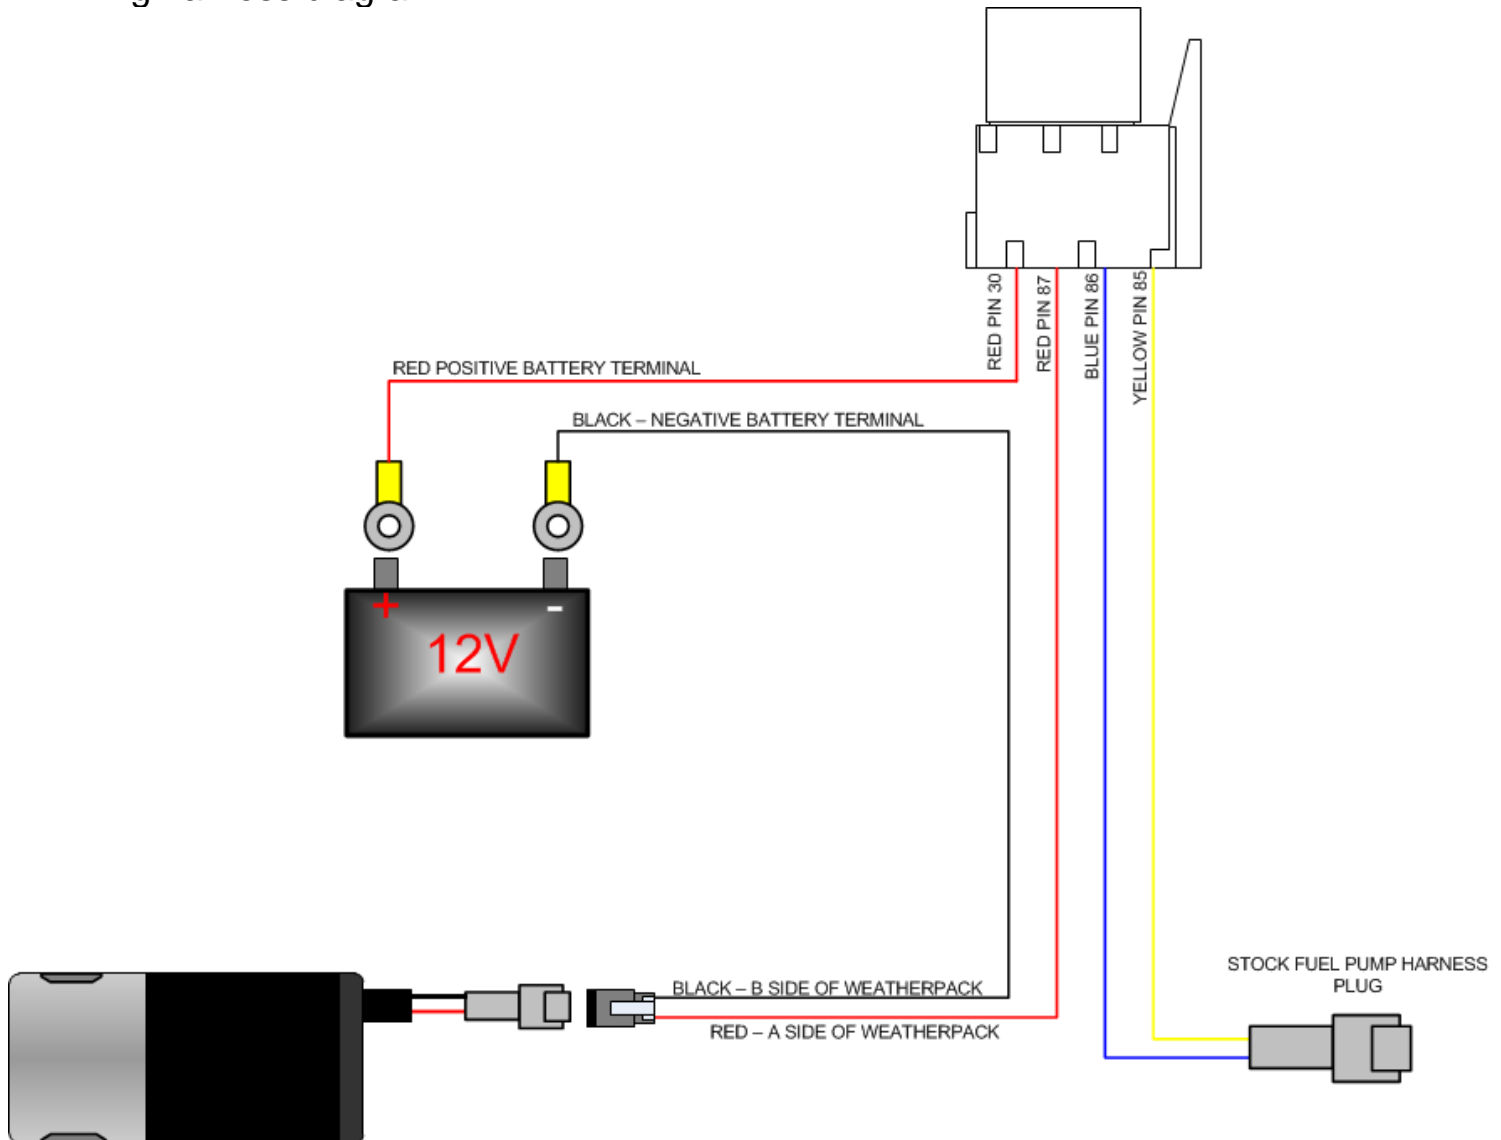 RED PIN 30
RED PIN 87
BLUE PIN 86
YELLOW PIN 85
RED POSITIVE BATTERY TERMINAL
BLACK – NEGATIVE BATTERY TERMINAL
+
-
12V
STOCK FUEL PUMP HARNESS
PLUG
BLACK – B SIDE OF WEATHERPACK
RED – A SIDE OF WEATHERPACK